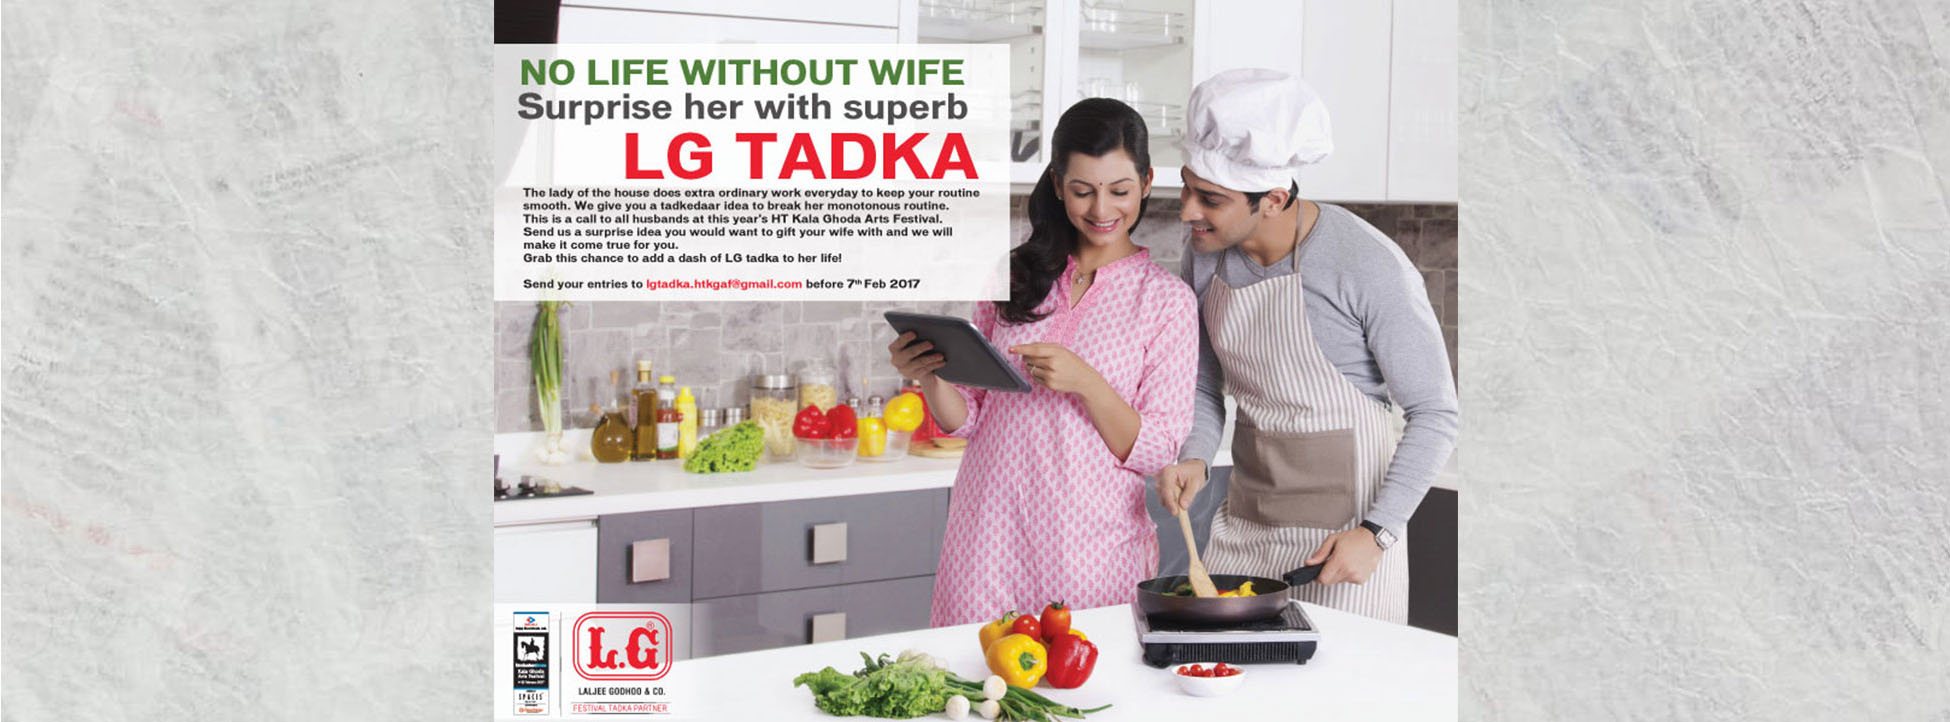 NO LIFE WITHOUT WIFE
Surprise her with superb
LG TADKA
The lady of the house does extra ordinary work everyday to keep your routine
smooth. We give you a tadkedaar idea to break her monotonous routine.
This is a call to all husbands at this year's HT Kala Ghoda Arts Festival.
Send us a surprise idea you would want to gift your wife with and we will
make it come true for you.
Grab this chance to add a dash of LG tadka to her life!
Send your entries to lgtadka.htkgaf@gmail.com before 7th Feb 2017
Kala Ghoda
Arts Festival
SPACES
L.G
®
LALJEE GODHOO & CO.
FESTIVAL TADKA PARTNER